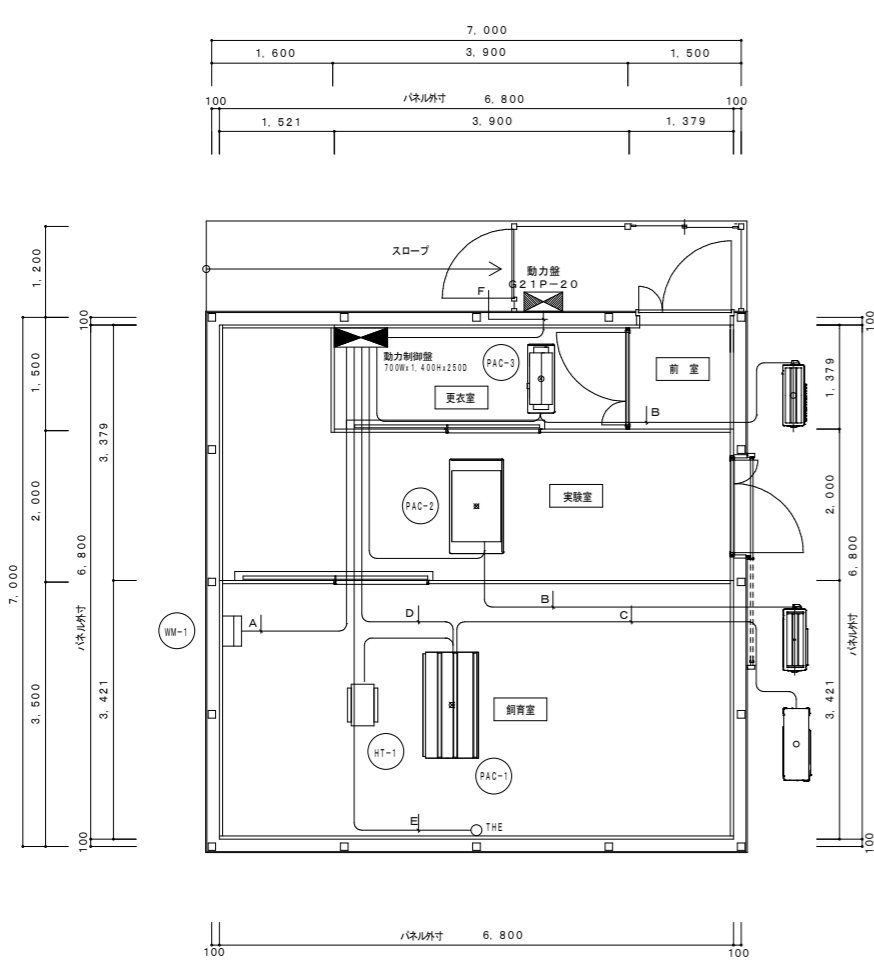 7, 000
1, 600 3, 900 1, 500
100 パネル外寸 6, 800 100
1, 521 3, 900 1, 379
スロープ
動力盤
G21P-20
F
動力制御盤
700Wx1, 400Hx250D
PAC-3
更衣室
前 室
B
PAC-2
実験室
B
WM-1
A
D
C
HT-1
飼育室
PAC-1
E
THE
1, 200
1, 500
2, 000
3, 500
7, 000
100
3, 379
3, 421
パネル外寸 6, 800
100
100
1, 379
2, 000
3, 421
パネル外寸 6, 800
100
パネル外寸 6, 800
100 100